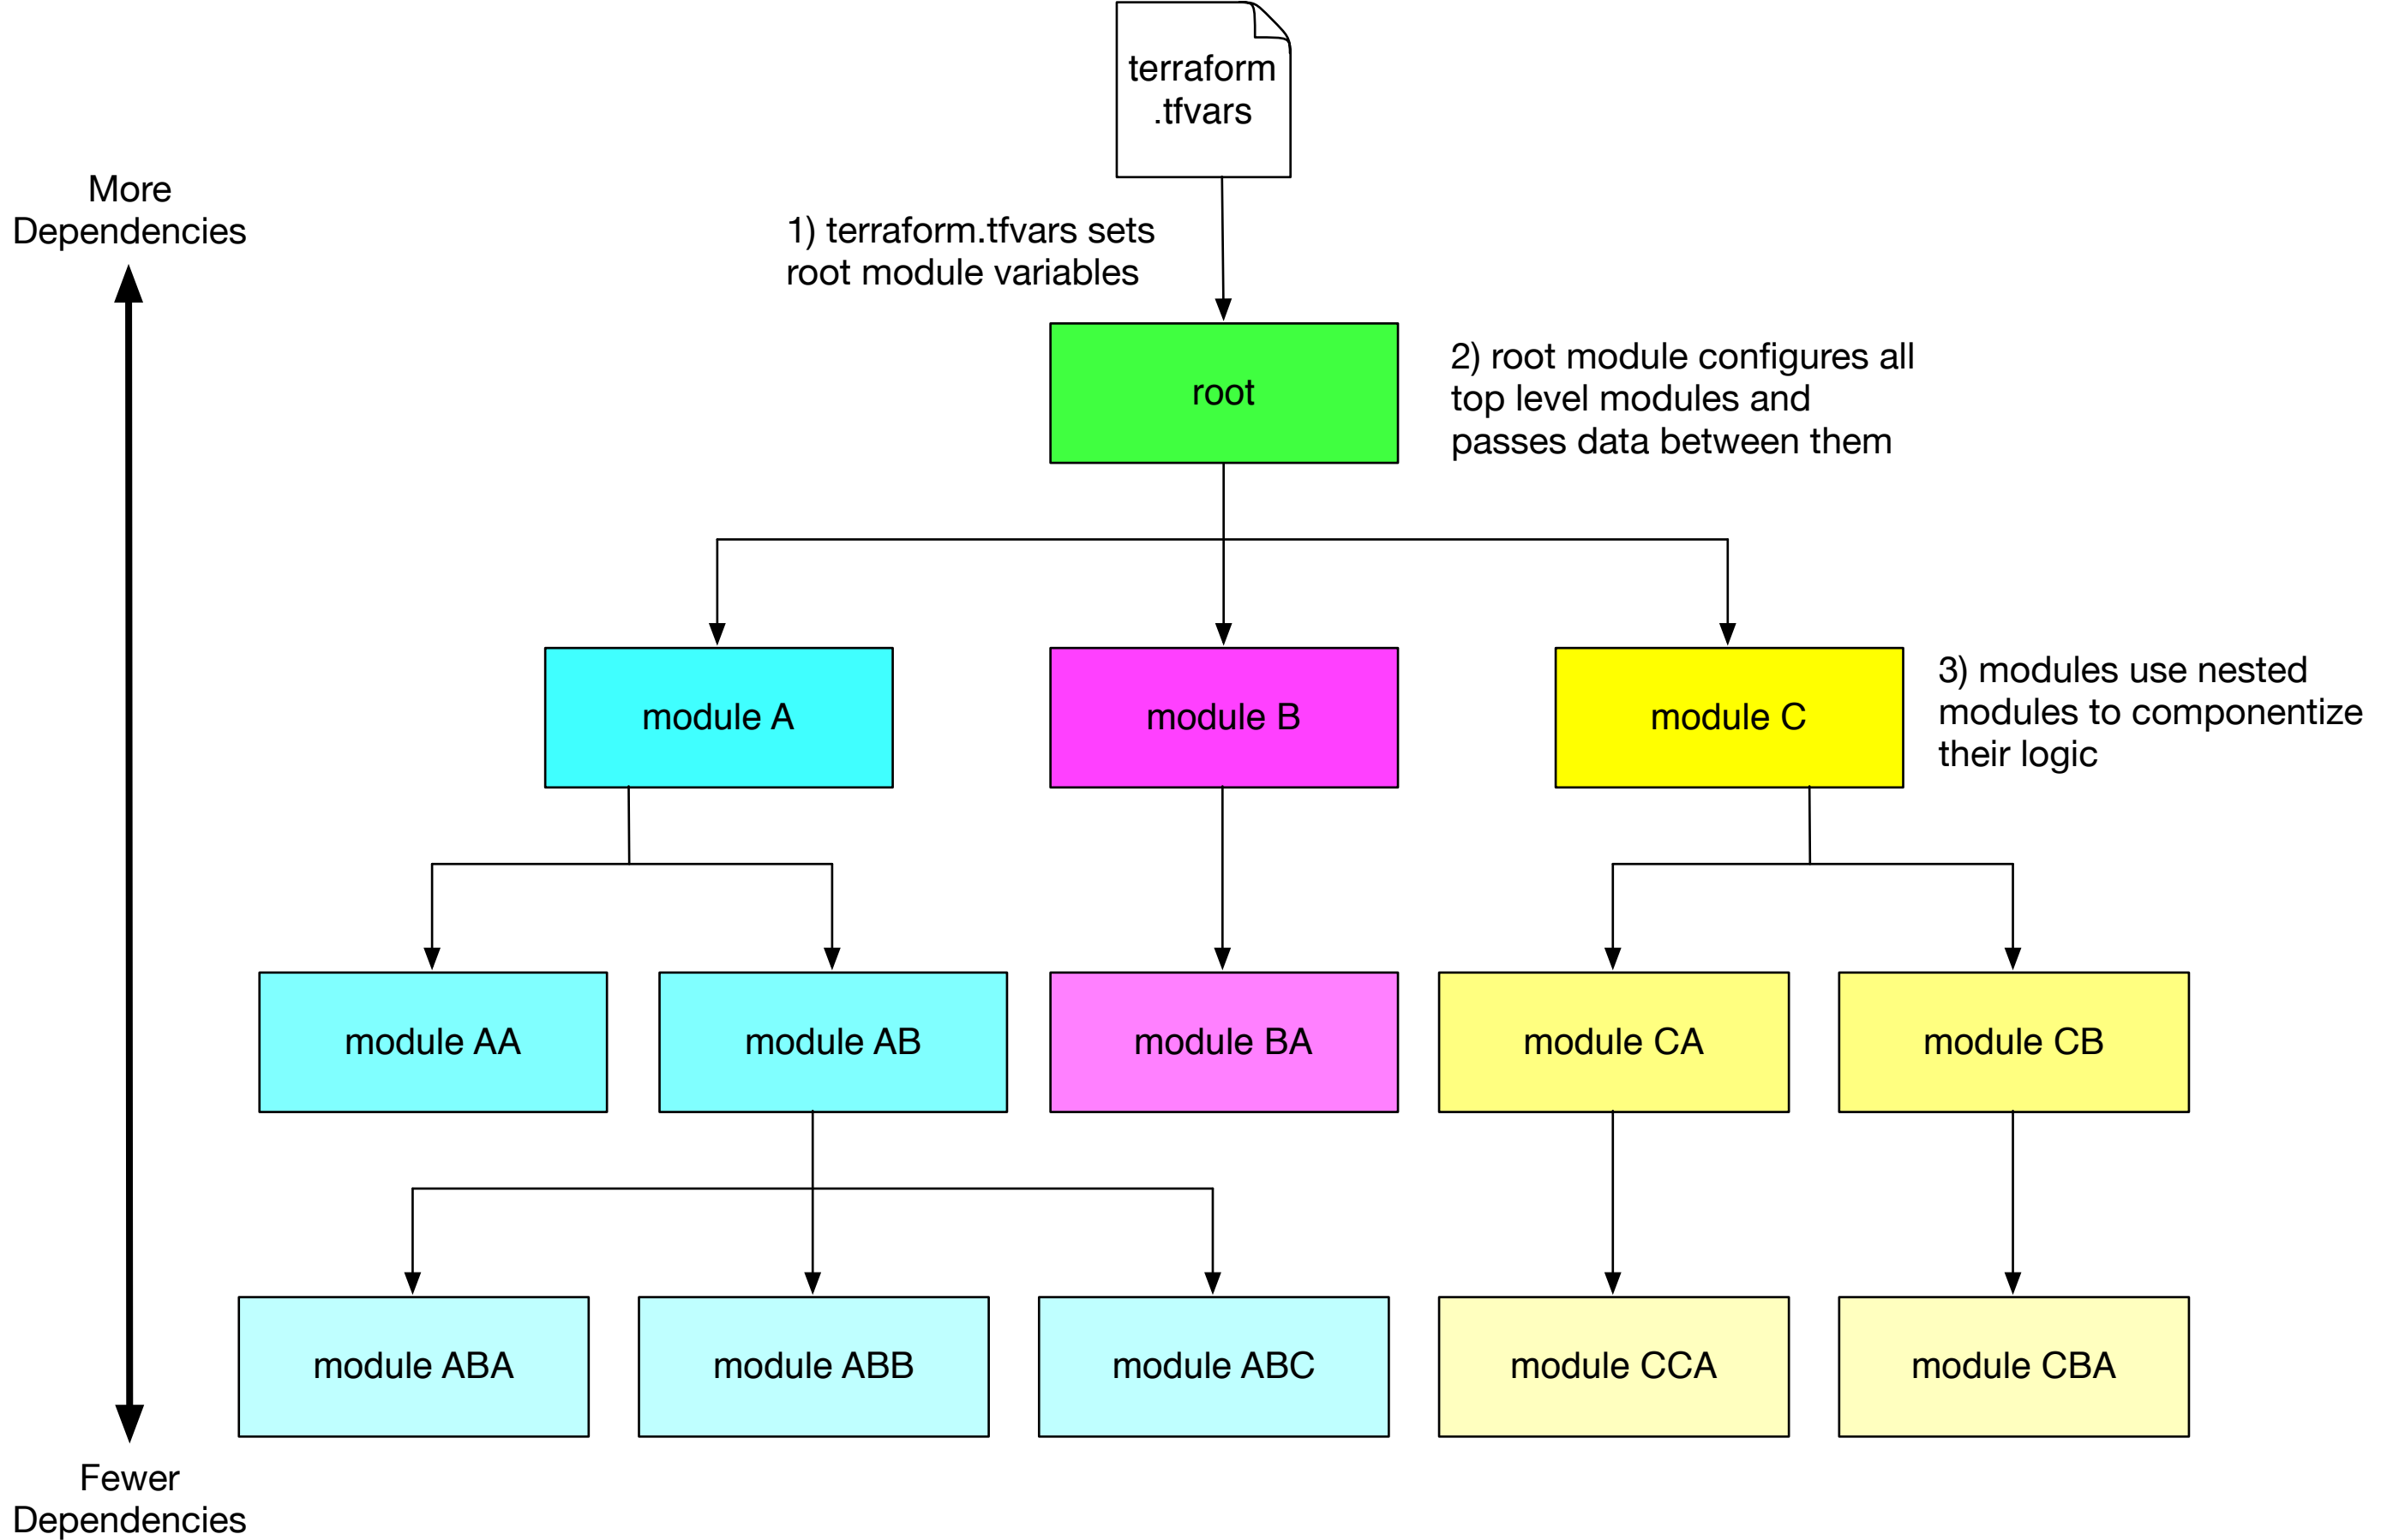 terraform
.tfvars
More
Dependencies
1) terraform.tfvars sets
root module variables
root
2) root module configures all
top level modules and
passes data between them
module A
module B
module C
3) modules use nested
modules to componentize
their logic
module AA
module AB
module BA
module CA
module CB
module ABA
module ABB
module ABC
module CCA
module CBA
Fewer
Dependencies